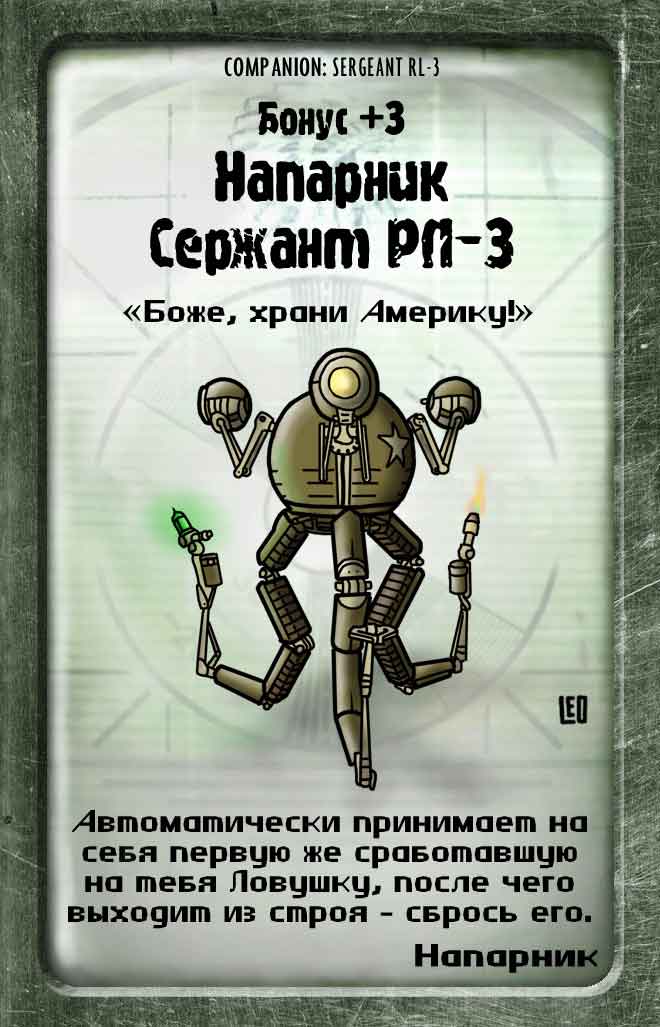 COMPANION: SERGEANT RL-3
Бонус +3
Напарник
Сержант РЛ-3
«Боже, храни Америку!»
LEO
Автоматически принимает на
себя первую же сработавшую
на тебя Ловушку, после чего
выходит из строя - сбрось его.
Напарник